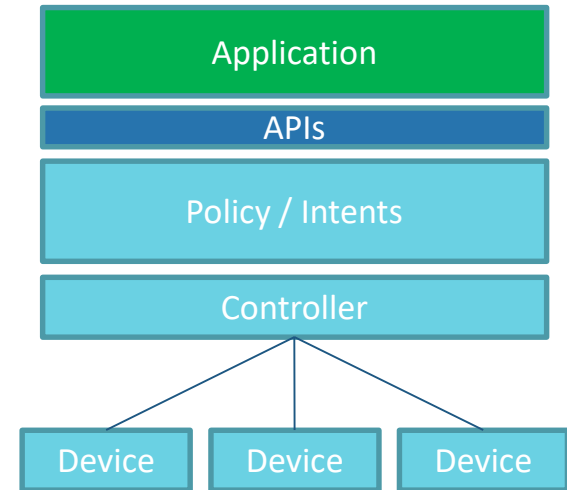 Application
APIs
Policy / Intents
Controller
Device
Device
Device